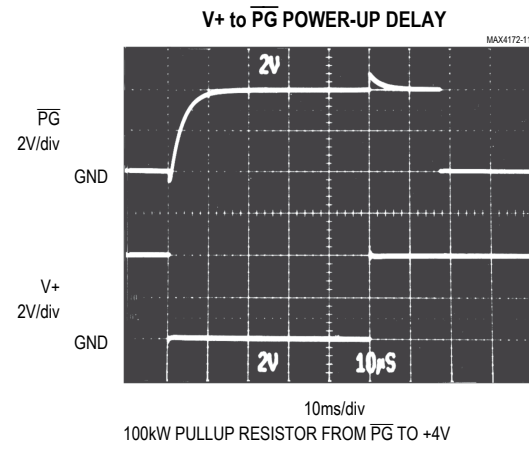 V+ to PG POWER-UP DELAY
MAX4172-11
2V
PG
2V/div
GND
V+
2V/div
GND
2V
10µS
10ms/div
100kW PULLUP RESISTOR FROM PG TO +4V